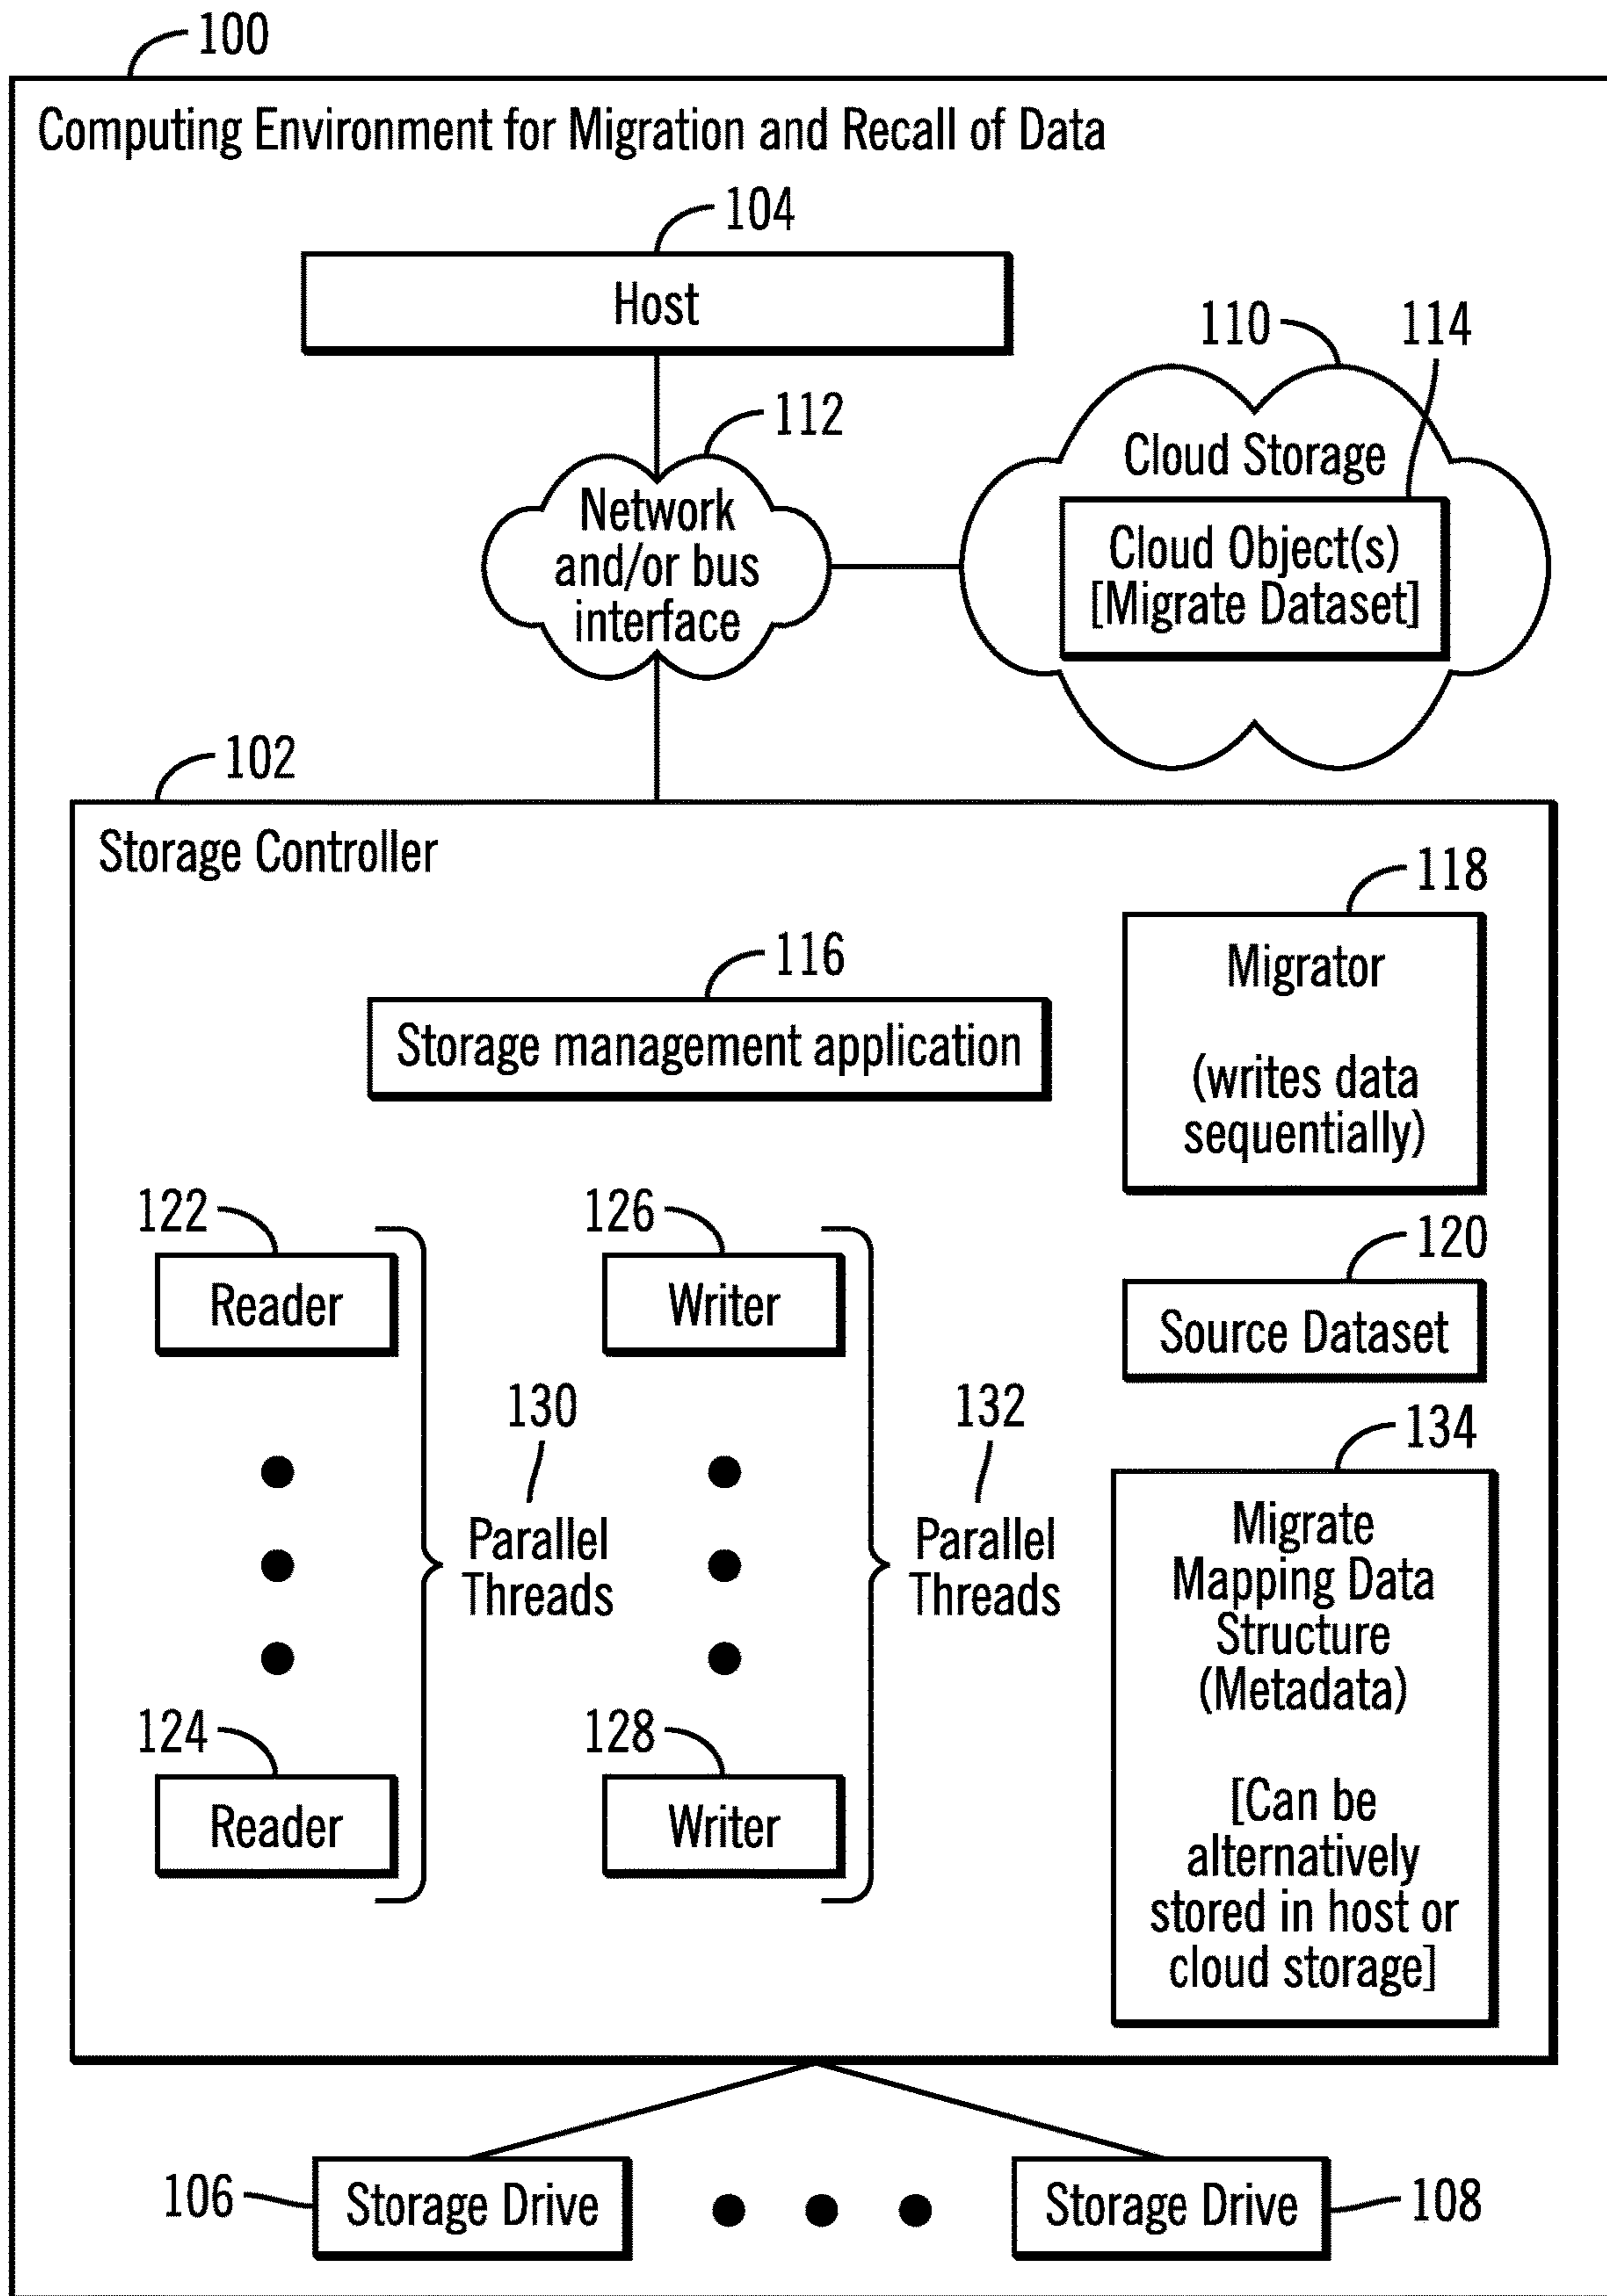 100
Computing Environment for Migration and Recall of Data
104
Host
110
114
112
Cloud Storage
Network
and/or bus
interface
Cloud Object(s)
[Migrate Dataset]
102
Storage Controller
118
Migrator
(writes data
sequentially)
116
Storage management application
122
Reader
126
Writer
120
Source Dataset
130
Parallel
Threads
132
Parallel
Threads
134
Migrate
Mapping Data
Structure
(Metadata)
[Can be
alternatively
stored in host or
cloud storage]
124
Reader
128
Writer
106
Storage Drive
Storage Drive
108